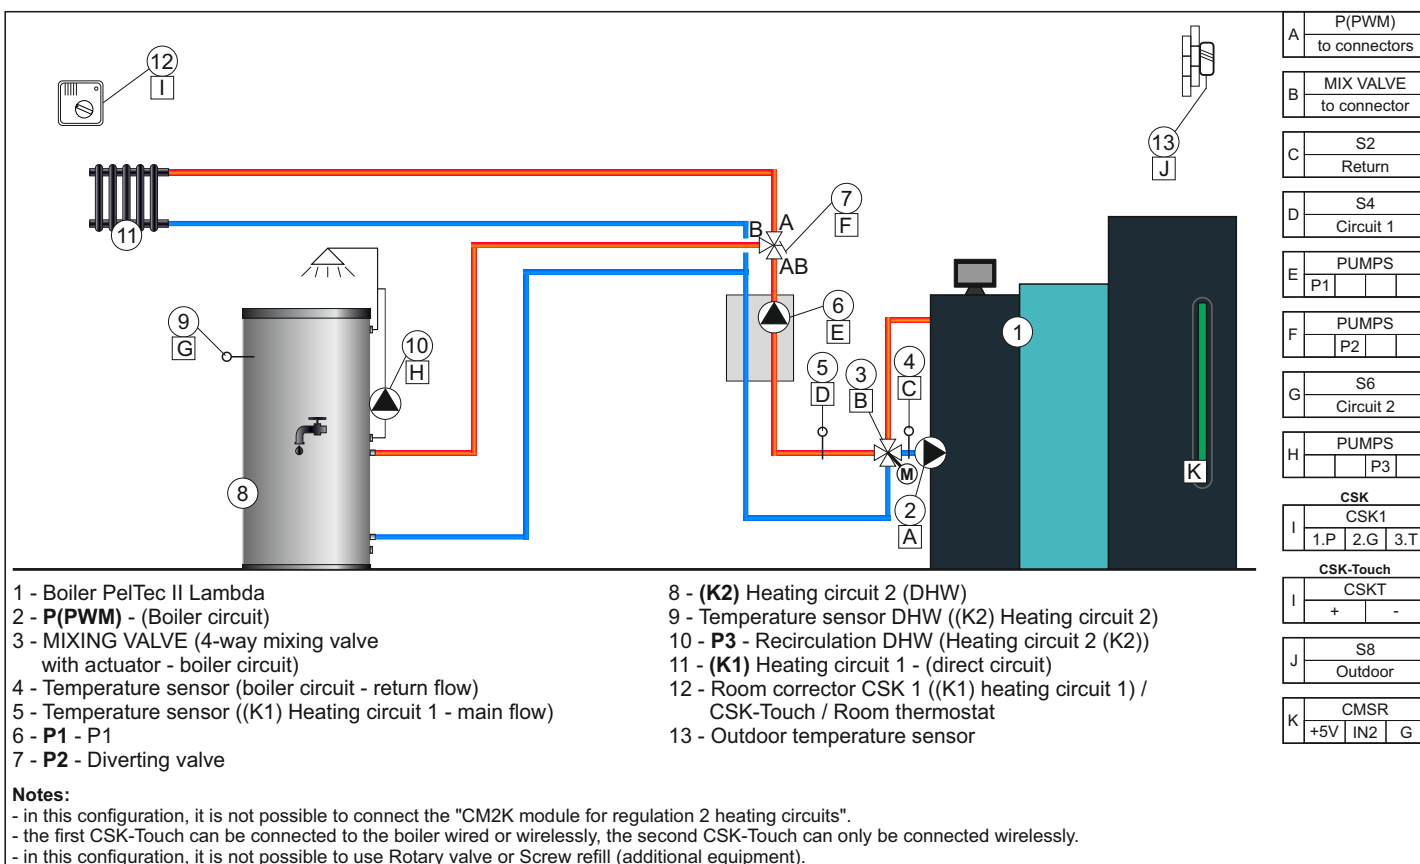 12
I
13
J
11
B
A
AB
7
F
6
E
9
G
10
H
8
5
D
3
B
4
C
M
2
A
1
K
A P(PWM)
to connectors
B MIX VALVE
to connector
C S2
Return
D S4
Circuit 1
E PUMPS
P1
F PUMPS
P2
G S6
Circuit 2
H PUMPS
P3
CSK
I CSK1
1.P 2.G 3.T
CSK-Touch
I CSKT
+ -
J S8
Outdoor
K CMSR
+5V IN2 G
1 - Boiler PelTec II Lambda
2 - P(PWM) - (Boiler circuit)
3 - MIXING VALVE (4-way mixing valve
with actuator - boiler circuit)
4 - Temperature sensor (boiler circuit - return flow)
5 - Temperature sensor ((K1) Heating circuit 1 - main flow)
6 - P1 - P1
7 - P2 - Diverting valve
8 - (K2) Heating circuit 2 (DHW)
9 - Temperature sensor DHW ((K2) Heating circuit 2)
10 - P3 - Recirculation DHW (Heating circuit 2 (K2))
11 - (K1) Heating circuit 1 - (direct circuit)
12 - Room corrector CSK 1 ((K1) heating circuit 1) /
CSK-Touch / Room thermostat
13 - Outdoor temperature sensor
Notes:
- in this configuration, it is not possible to connect the "CM2K module for regulation 2 heating circuits".
- the first CSK-Touch can be connected to the boiler wired or wirelessly, the second CSK-Touch can only be connected wirelessly.
- in this configuration, it is not possible to use Rotary valve or Screw refill (additional equipment).